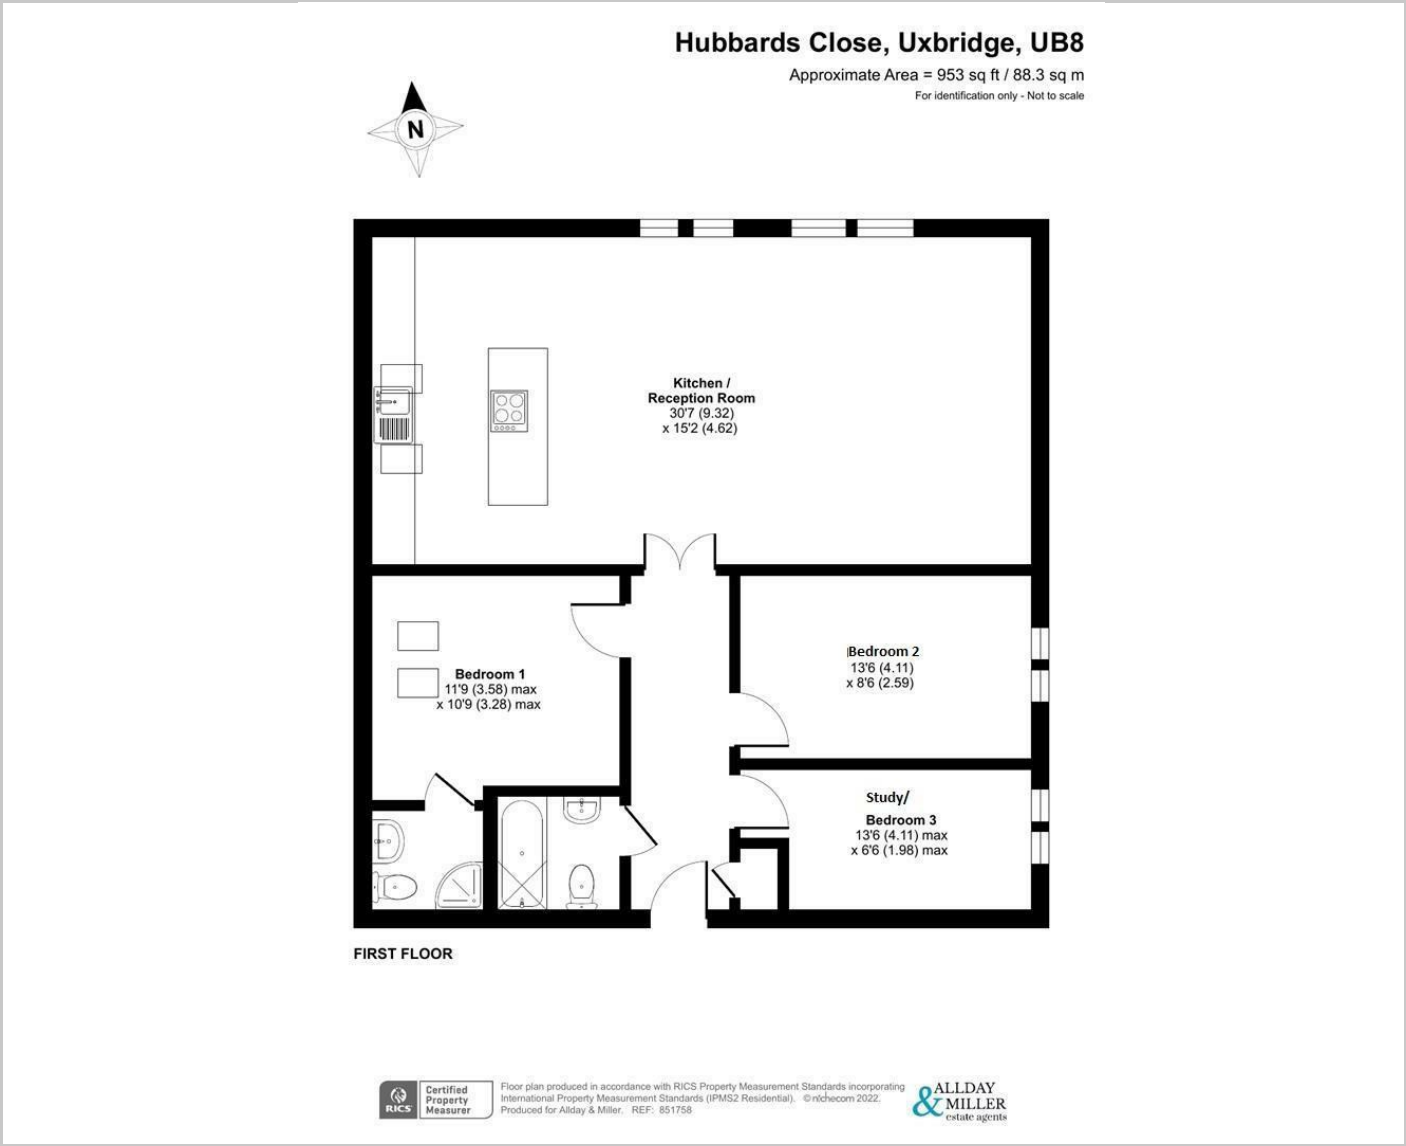 Hubbards Close, Uxbridge, UB8
Approximate Area = 953 sq ft / 88.3 sq m
For identification only - Not to scale
N
Kitchen /
Reception Room
30'7 (9.32)
x 15'2 (4.62)
Bedroom 1
11'9 (3.58) max
x 10'9 (3.28) max
Bedroom 2
13'6 (4.11)
x 8'6 (2.59)
Study/
Bedroom 3
13'6 (4.11) max
x 6'6 (1.98) max
FIRST FLOOR
RICS
Certified
Property
Measurer
Floor plan produced in accordance with RICS Property Measurement Standards incorporating
International Property Measurement Standards (IPMS2 Residential). © nichecom 2022.
Produced for Allday & Miller. REF: 851758
ALLDAY
& MILLER
estate agents